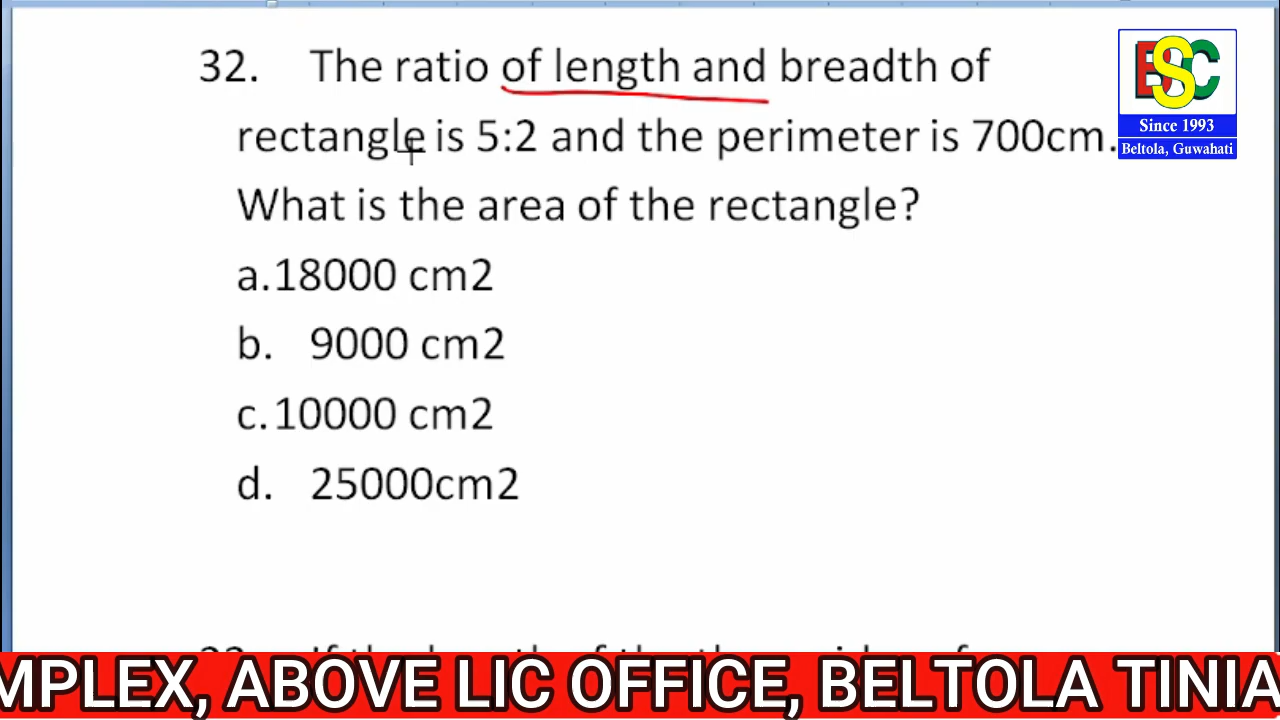 32. The ratio of length and breadth of
rectangle is 5:2 and the perimeter is 700cm.
What is the area of the rectangle?
a.18000 cm2
b. 9000 cm2
c.10000 cm2
d. 25000cm2
BSC
Since 1993
Beltola, Guwahati
MPLEX, ABOVE LIC OFFICE, BELTOLA TINIA